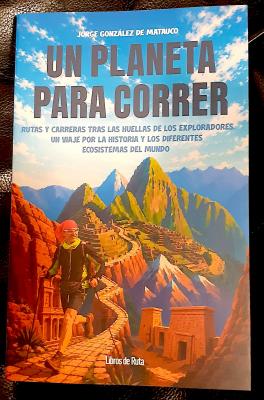 JORGE GONZÁLEZ DE MATAUCO
UN PLANETA
PARA CORRER
RUTAS Y CARRERAS TRAS LAS HUELLAS DE LOS EXPLORADORES.
UN VIAJE POR LA HISTORIA Y LOS DIFERENTES
ECOSISTEMAS DEL MUNDO
Libros de Ruta